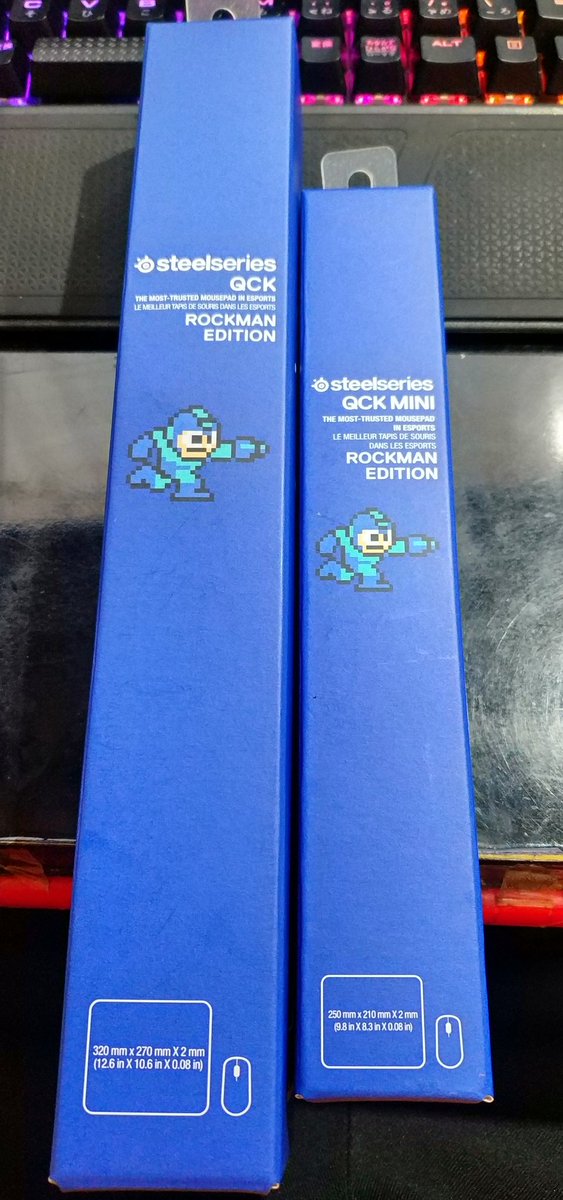 C
V
B
N
M
ALT
steelseries
QCK
THE MOST-TRUSTED MOUSEPAD IN ESPORTS
LE MEILLEUR TAPIS DE SOURIS DANS LES ESPORTS
ROCKMAN
EDITION
320 mm x 270 mm X 2 mm
(12.6 in X 10.6 in X 0.08 in)
steelseries
QCK MINI
THE MOST-TRUSTED MOUSEPAD
IN ESPORTS
LE MEILLEUR TAPIS DE SOURIS
DANS LES ESPORTS
ROCKMAN
EDITION
250 mm x 210 mm X 2 mm
(9.8 in X 8.3 in X 0.08 in)